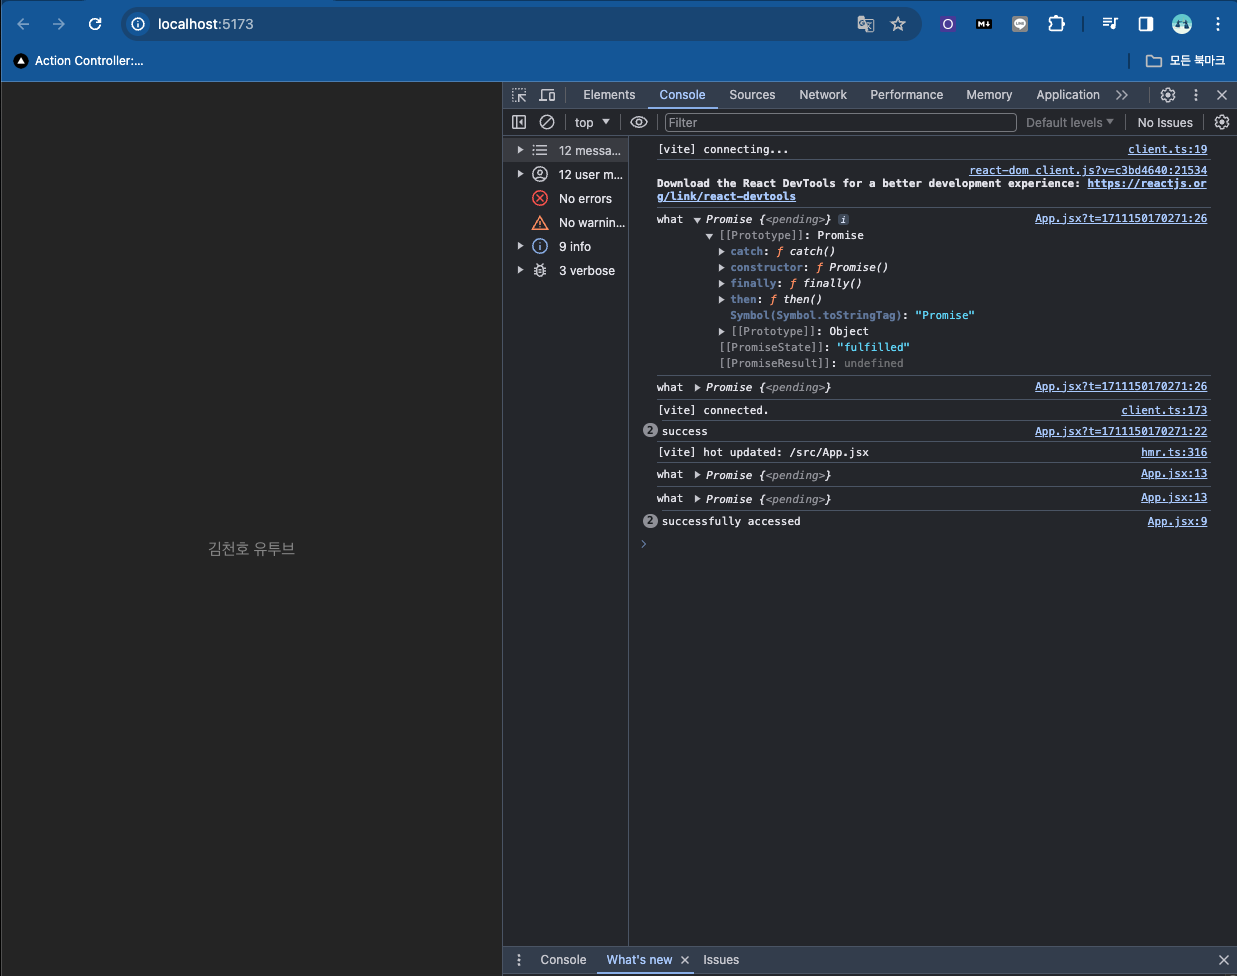 localhost:5173
Action Controller:...
모든 북마크
Elements Console Sources Network Performance Memory Application
top Filter Default levels No Issues
12 messa...
12 user m...
No errors
No warnin...
9 info
3 verbose
[vite] connecting... client.ts:19
react-dom_client.js?v=c3bd4640:21534
Download the React DevTools for a better development experience: https://reactjs.or
g/link/react-devtools
what Promise {<pending>} i App.jsx?t=1711150170271:26
[[Prototype]]: Promise
catch: ƒ catch()
constructor: ƒ Promise()
finally: ƒ finally()
then: ƒ then()
Symbol(Symbol.toStringTag): "Promise"
[[Prototype]]: Object
[[PromiseState]]: "fulfilled"
[[PromiseResult]]: undefined
what Promise {<pending>} App.jsx?t=1711150170271:26
[vite] connected. client.ts:173
2 success App.jsx?t=1711150170271:22
[vite] hot updated: /src/App.jsx hmr.ts:316
what Promise {<pending>} App.jsx:13
what Promise {<pending>} App.jsx:13
2 successfully accessed App.jsx:9
김천호 유투브
Console What's new Issues